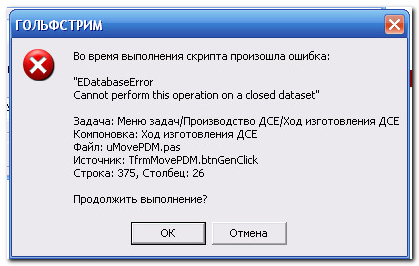 ГОЛЬФСТРИМ
Во время выполнения скрипта произошла ошибка:
"EDatabaseError
Cannot perform this operation on a closed dataset"
Задача: Меню задач/Производство ДСЕ/Ход изготовления ДСЕ
Компоновка: Ход изготовления ДСЕ
Файл: uMovePDM.pas
Источник: TfrmMovePDM.btnGenClick
Строка: 375, Столбец: 26
Продолжить выполнение?
ОК Отмена